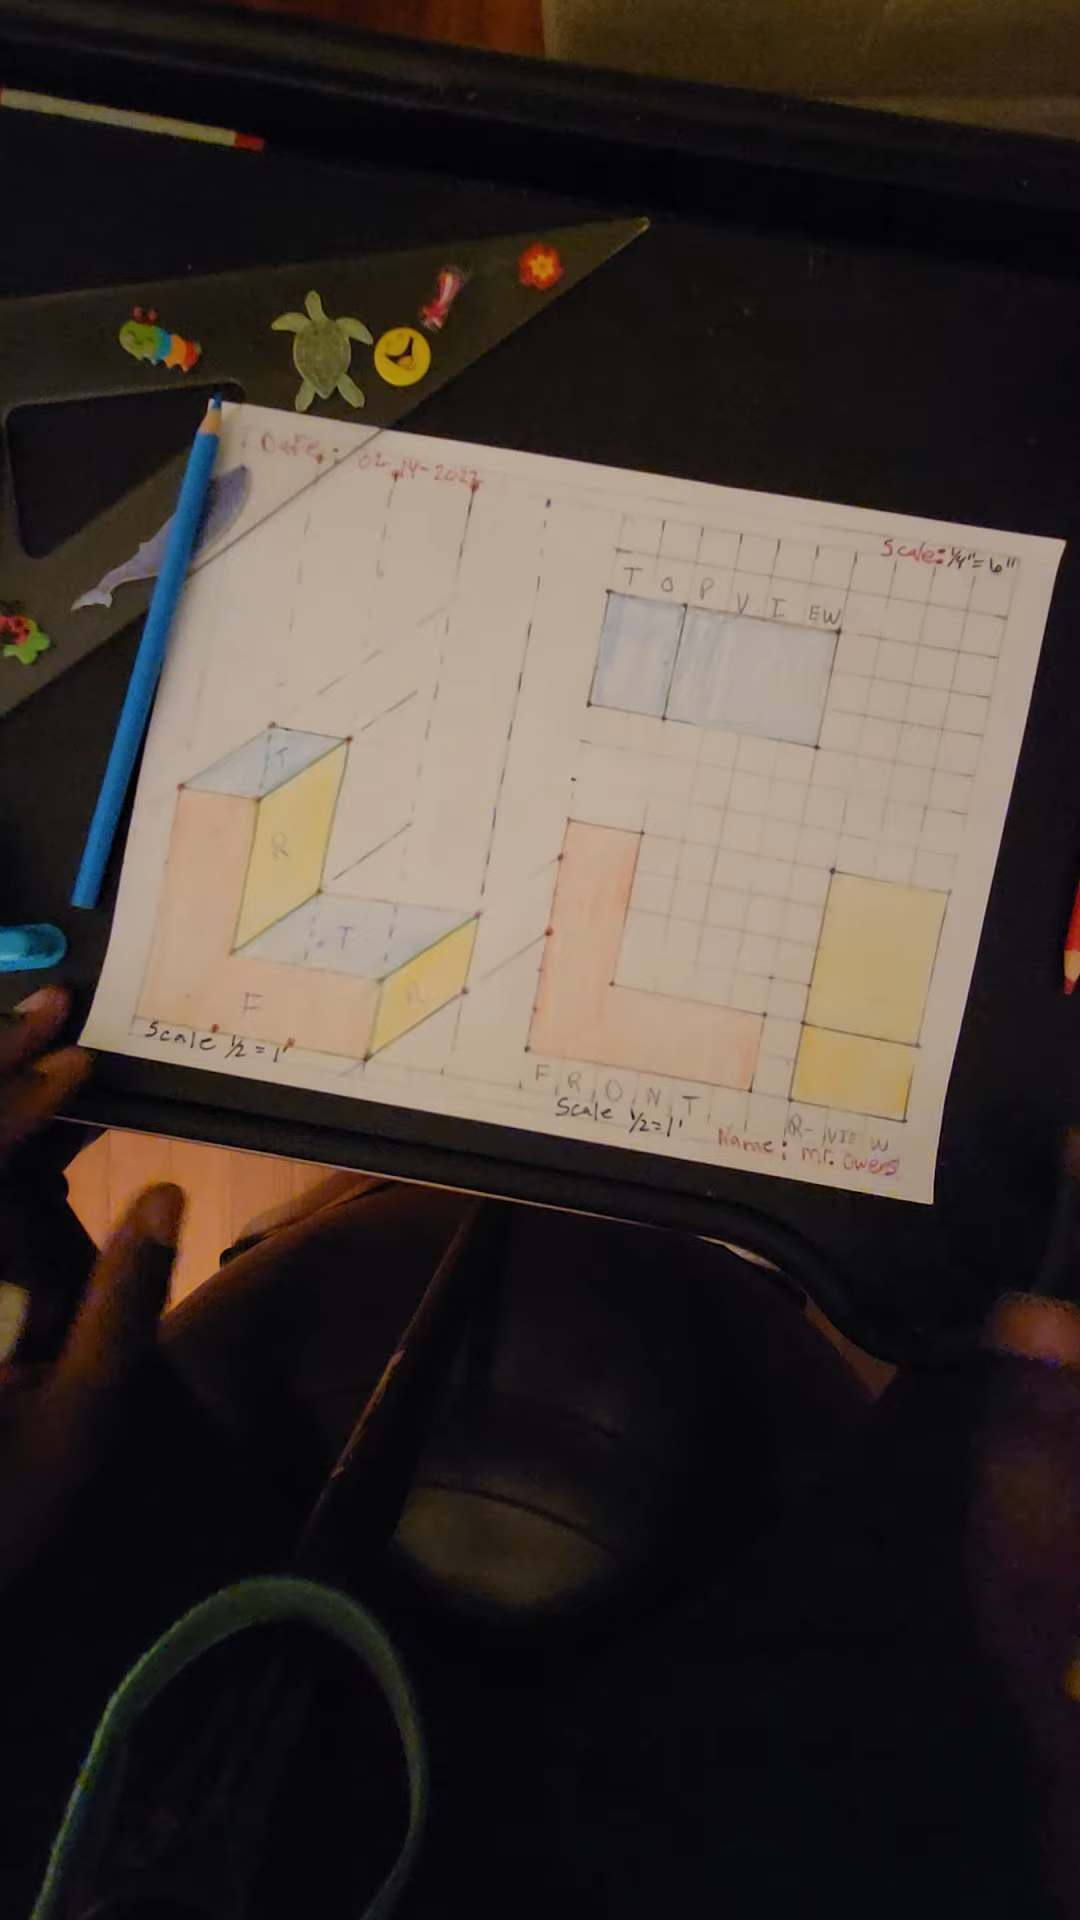 Date: 02-14-2022
Scale: 1/4" = 6"
TOP VIEW
T
R
T
R
F
Scale 1/2 = 1'
FRONT
Scale 1/2 = 1'
R-VIEW
Name: mr. Owens